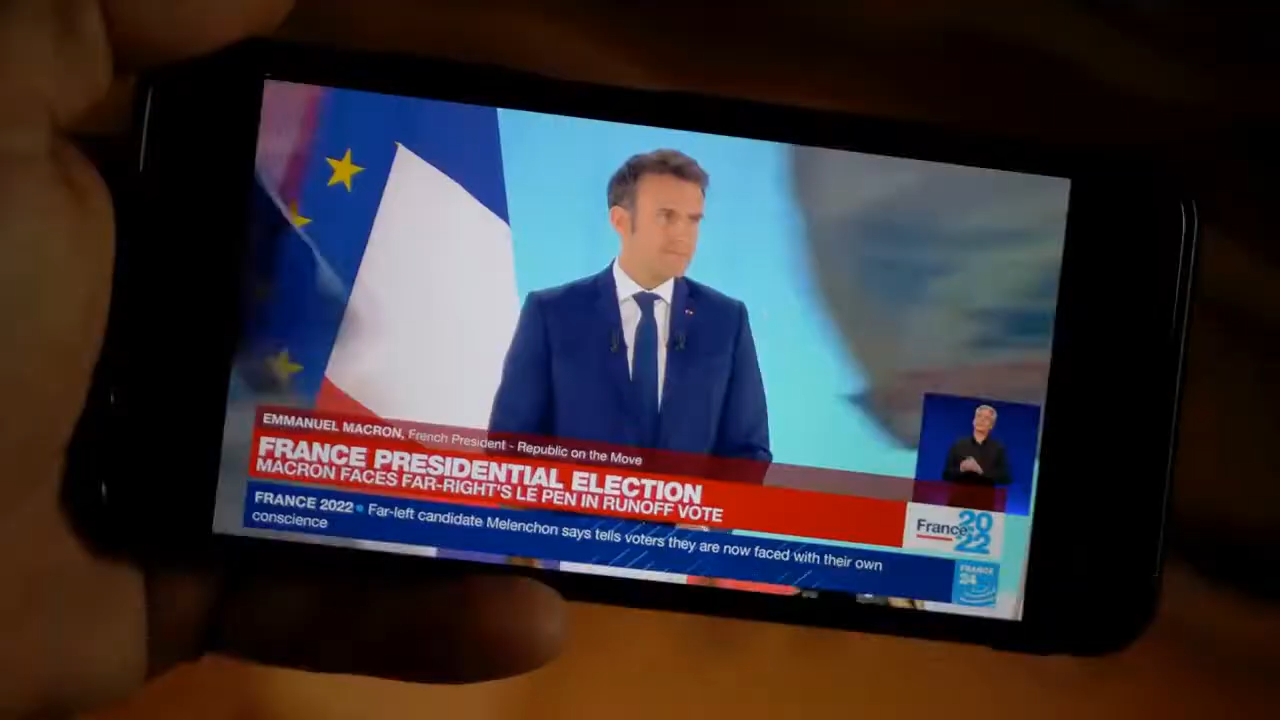 EMMANUEL MACRON, French President - Republic on the Move
FRANCE PRESIDENTIAL ELECTION
MACRON FACES FAR-RIGHT'S LE PEN IN RUNOFF VOTE
FRANCE 2022 • Far-left candidate Melenchon says tells voters they are now faced with their own
conscience
France
20
22
FRANCE
24